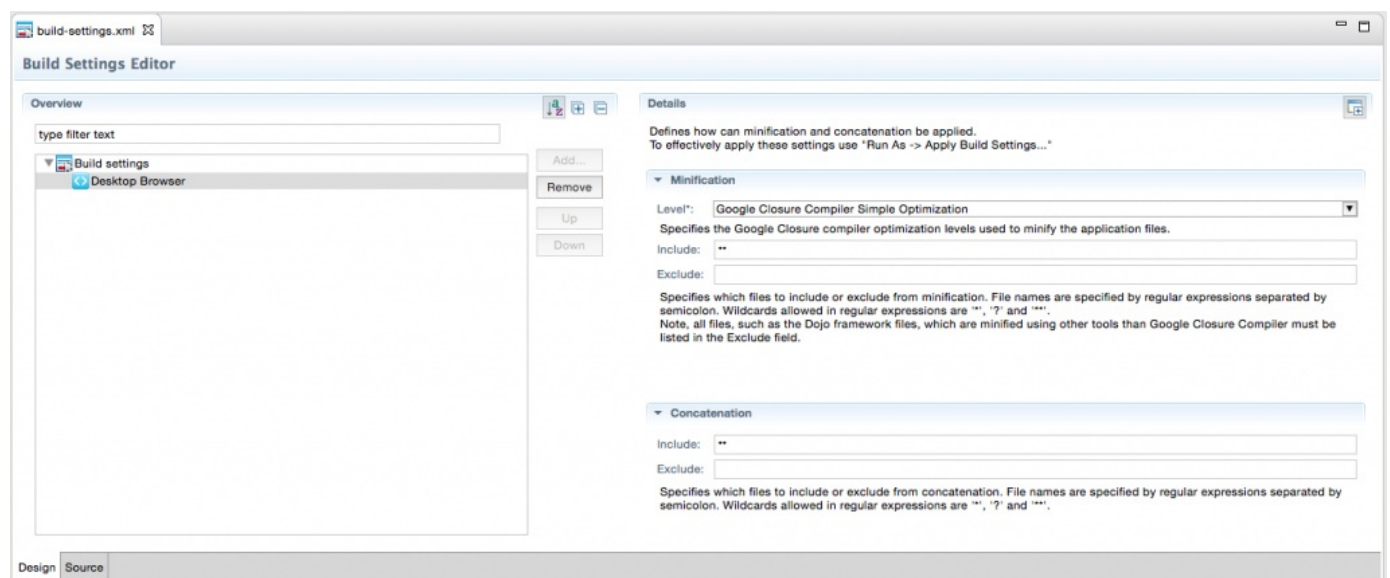 build-settings.xml
Build Settings Editor
Overview
type filter text
Build settings
Desktop Browser
Add...
Remove
Up
Down
Details
Defines how can minification and concatenation be applied.
To effectively apply these settings use "Run As -> Apply Build Settings..."
Minification
Level*: Google Closure Compiler Simple Optimization
Specifies the Google Closure compiler optimization levels used to minify the application files.
Include: **
Exclude:
Specifies which files to include or exclude from minification. File names are specified by regular expressions separated by
semicolon. Wildcards allowed in regular expressions are '*', '?' and '**'.
Note, all files, such as the Dojo framework files, which are minified using other tools than Google Closure Compiler must be
listed in the Exclude field.
Concatenation
Include: **
Exclude:
Specifies which files to include or exclude from concatenation. File names are specified by regular expressions separated by
semicolon. Wildcards allowed in regular expressions are '*', '?' and '**'.
Design Source